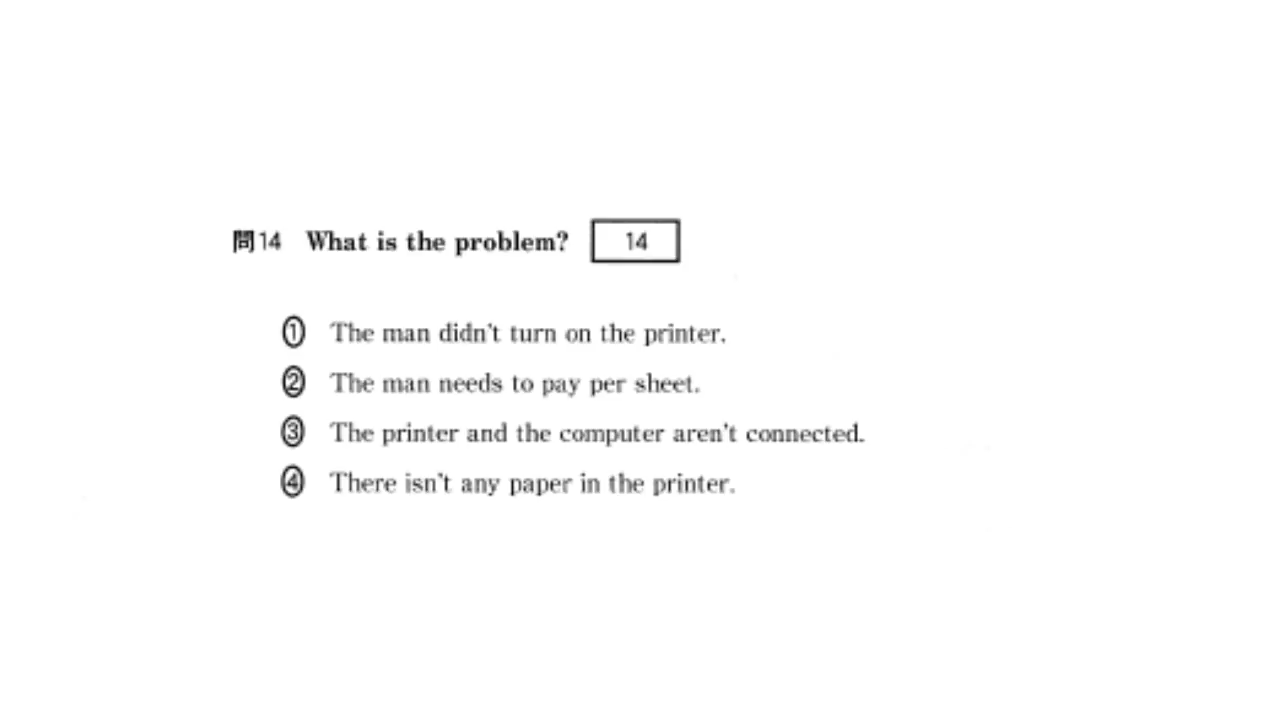 問14 What is the problem? 14
① The man didn't turn on the printer.
② The man needs to pay per sheet.
③ The printer and the computer aren't connected.
④ There isn't any paper in the printer.